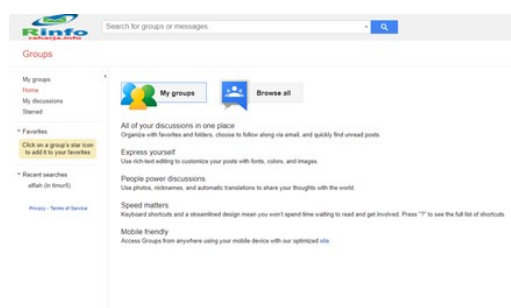 Rinfo
raharja.info
Search for groups or messages
Groups
My groups
Home
My discussions
Starred
Favorites
Click on a group's star icon
to add it to your favorites
Recent searches
alfiah (in timur6)
Privacy - Terms of Service
My groups
Browse all
All of your discussions in one place
Organize with favorites and folders, choose to follow along via email, and quickly find unread posts.
Express yourself
Use rich-text editing to customize your posts with fonts, colors, and images.
People power discussions
Use photos, nicknames, and automatic translations to share your thoughts with the world.
Speed matters
Keyboard shortcuts and a streamlined design mean you won't spend time waiting to read and get involved. Press "?" to see the full list of shortcuts.
Mobile friendly
Access Groups from anywhere using your mobile device with our optimized site.